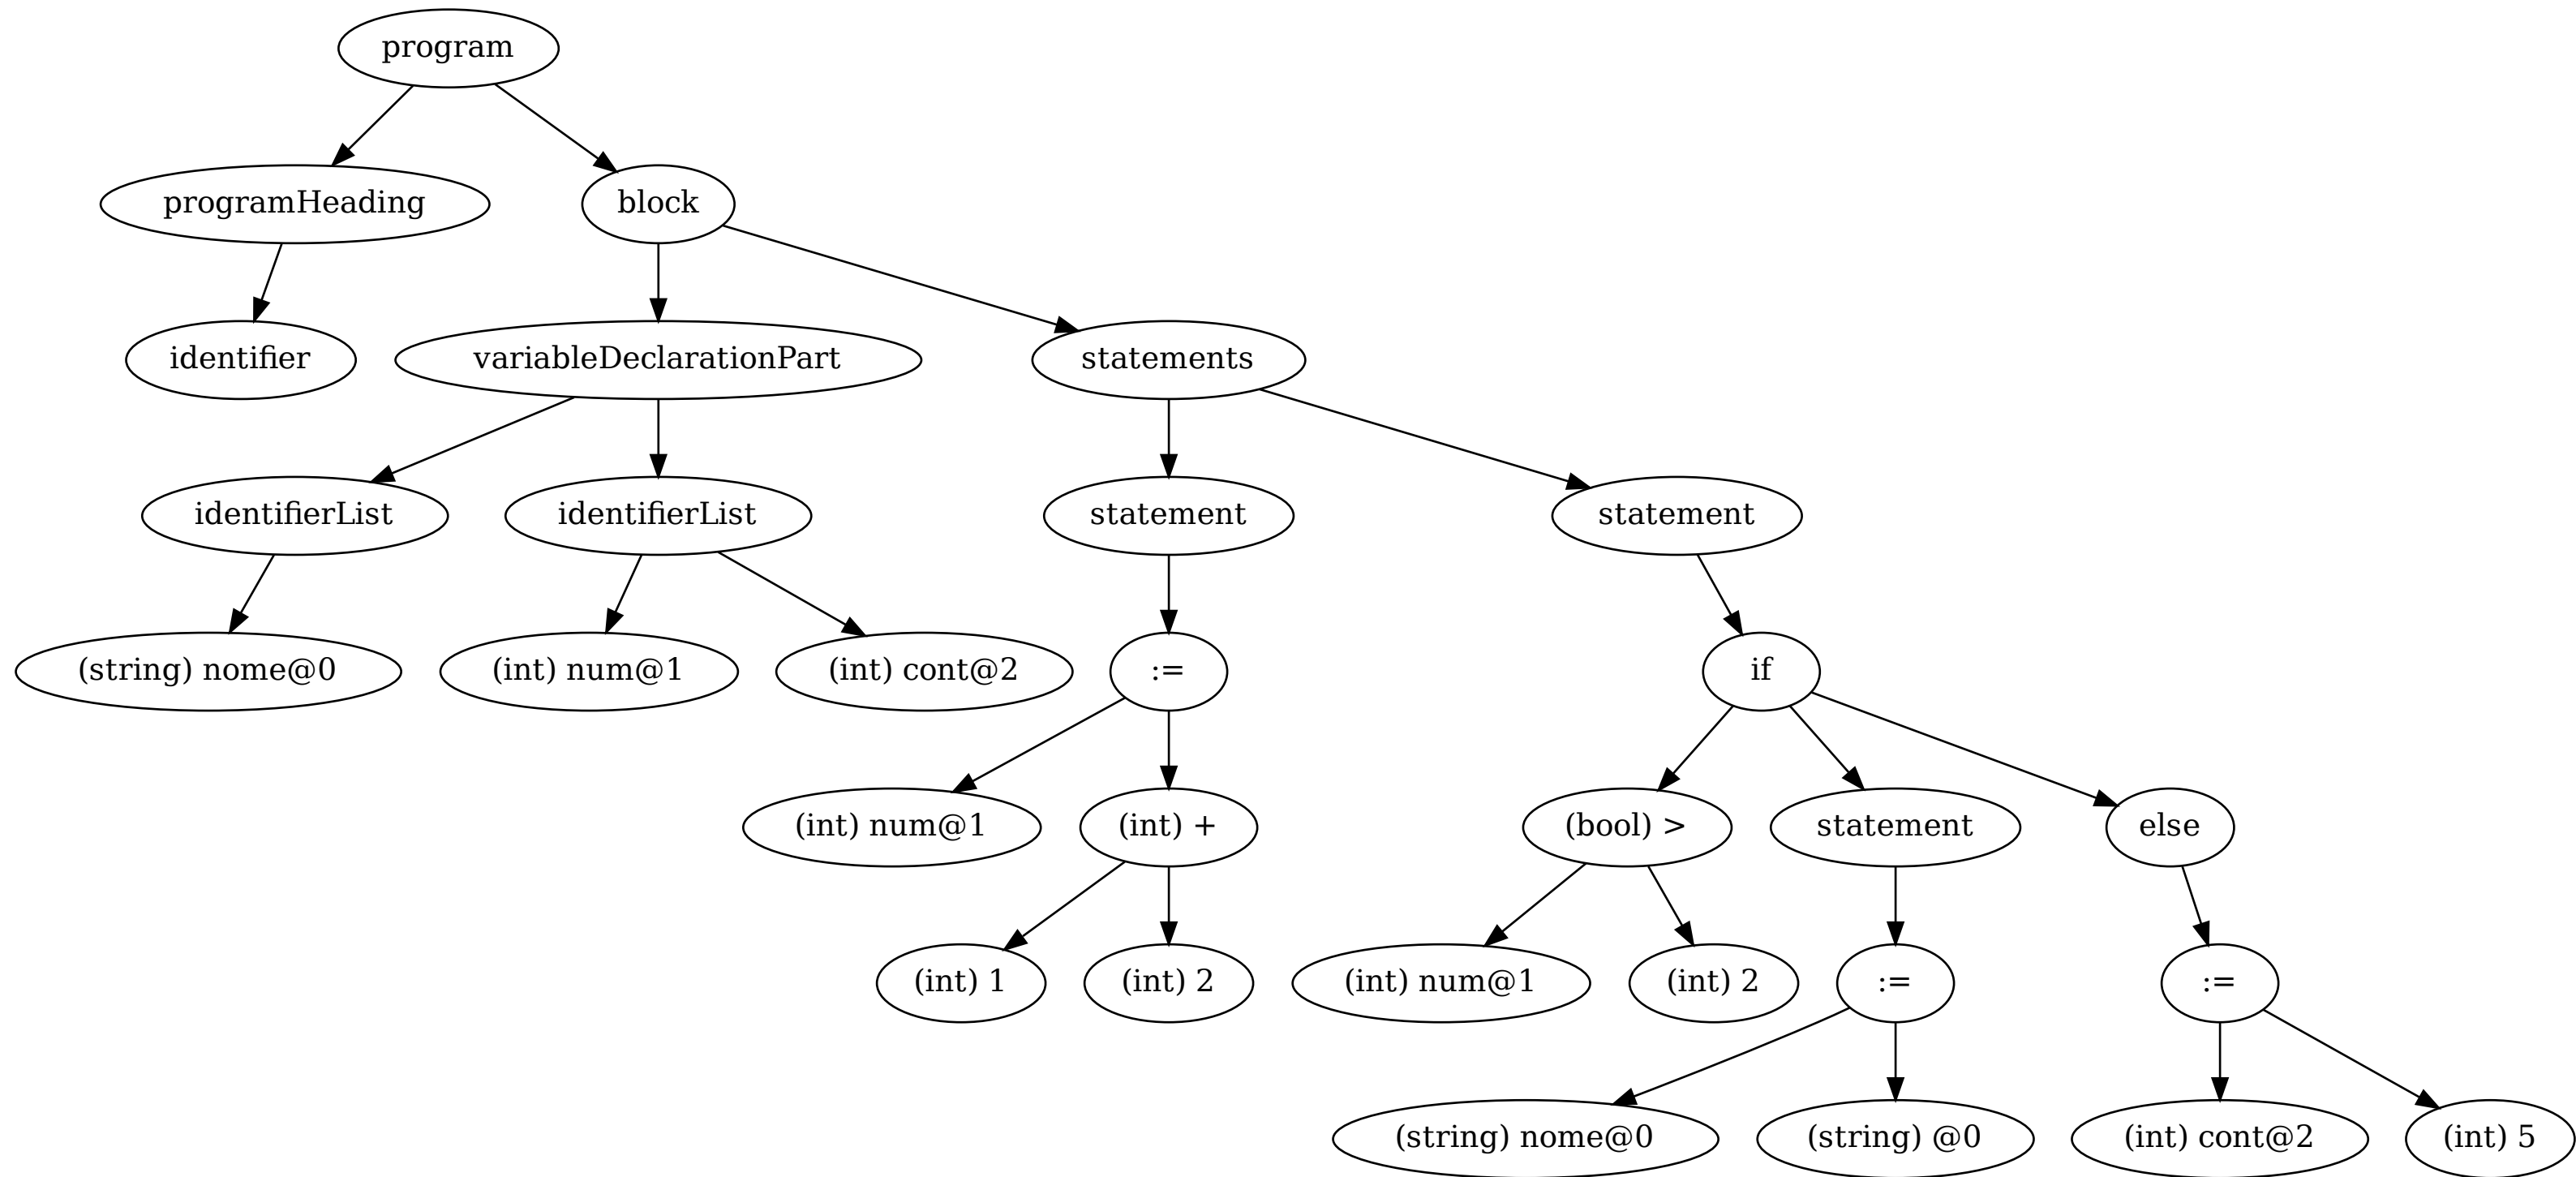 program
programHeading
block
identifier
variableDeclarationPart
statements
identifierList
identifierList
statement
statement
(string) nome@0
(int) num@1
(int) cont@2
:=
if
(int) num@1
(int) +
(bool) >
statement
else
(int) 1
(int) 2
(int) num@1
(int) 2
:=
:=
(string) nome@0
(string) @0
(int) cont@2
(int) 5